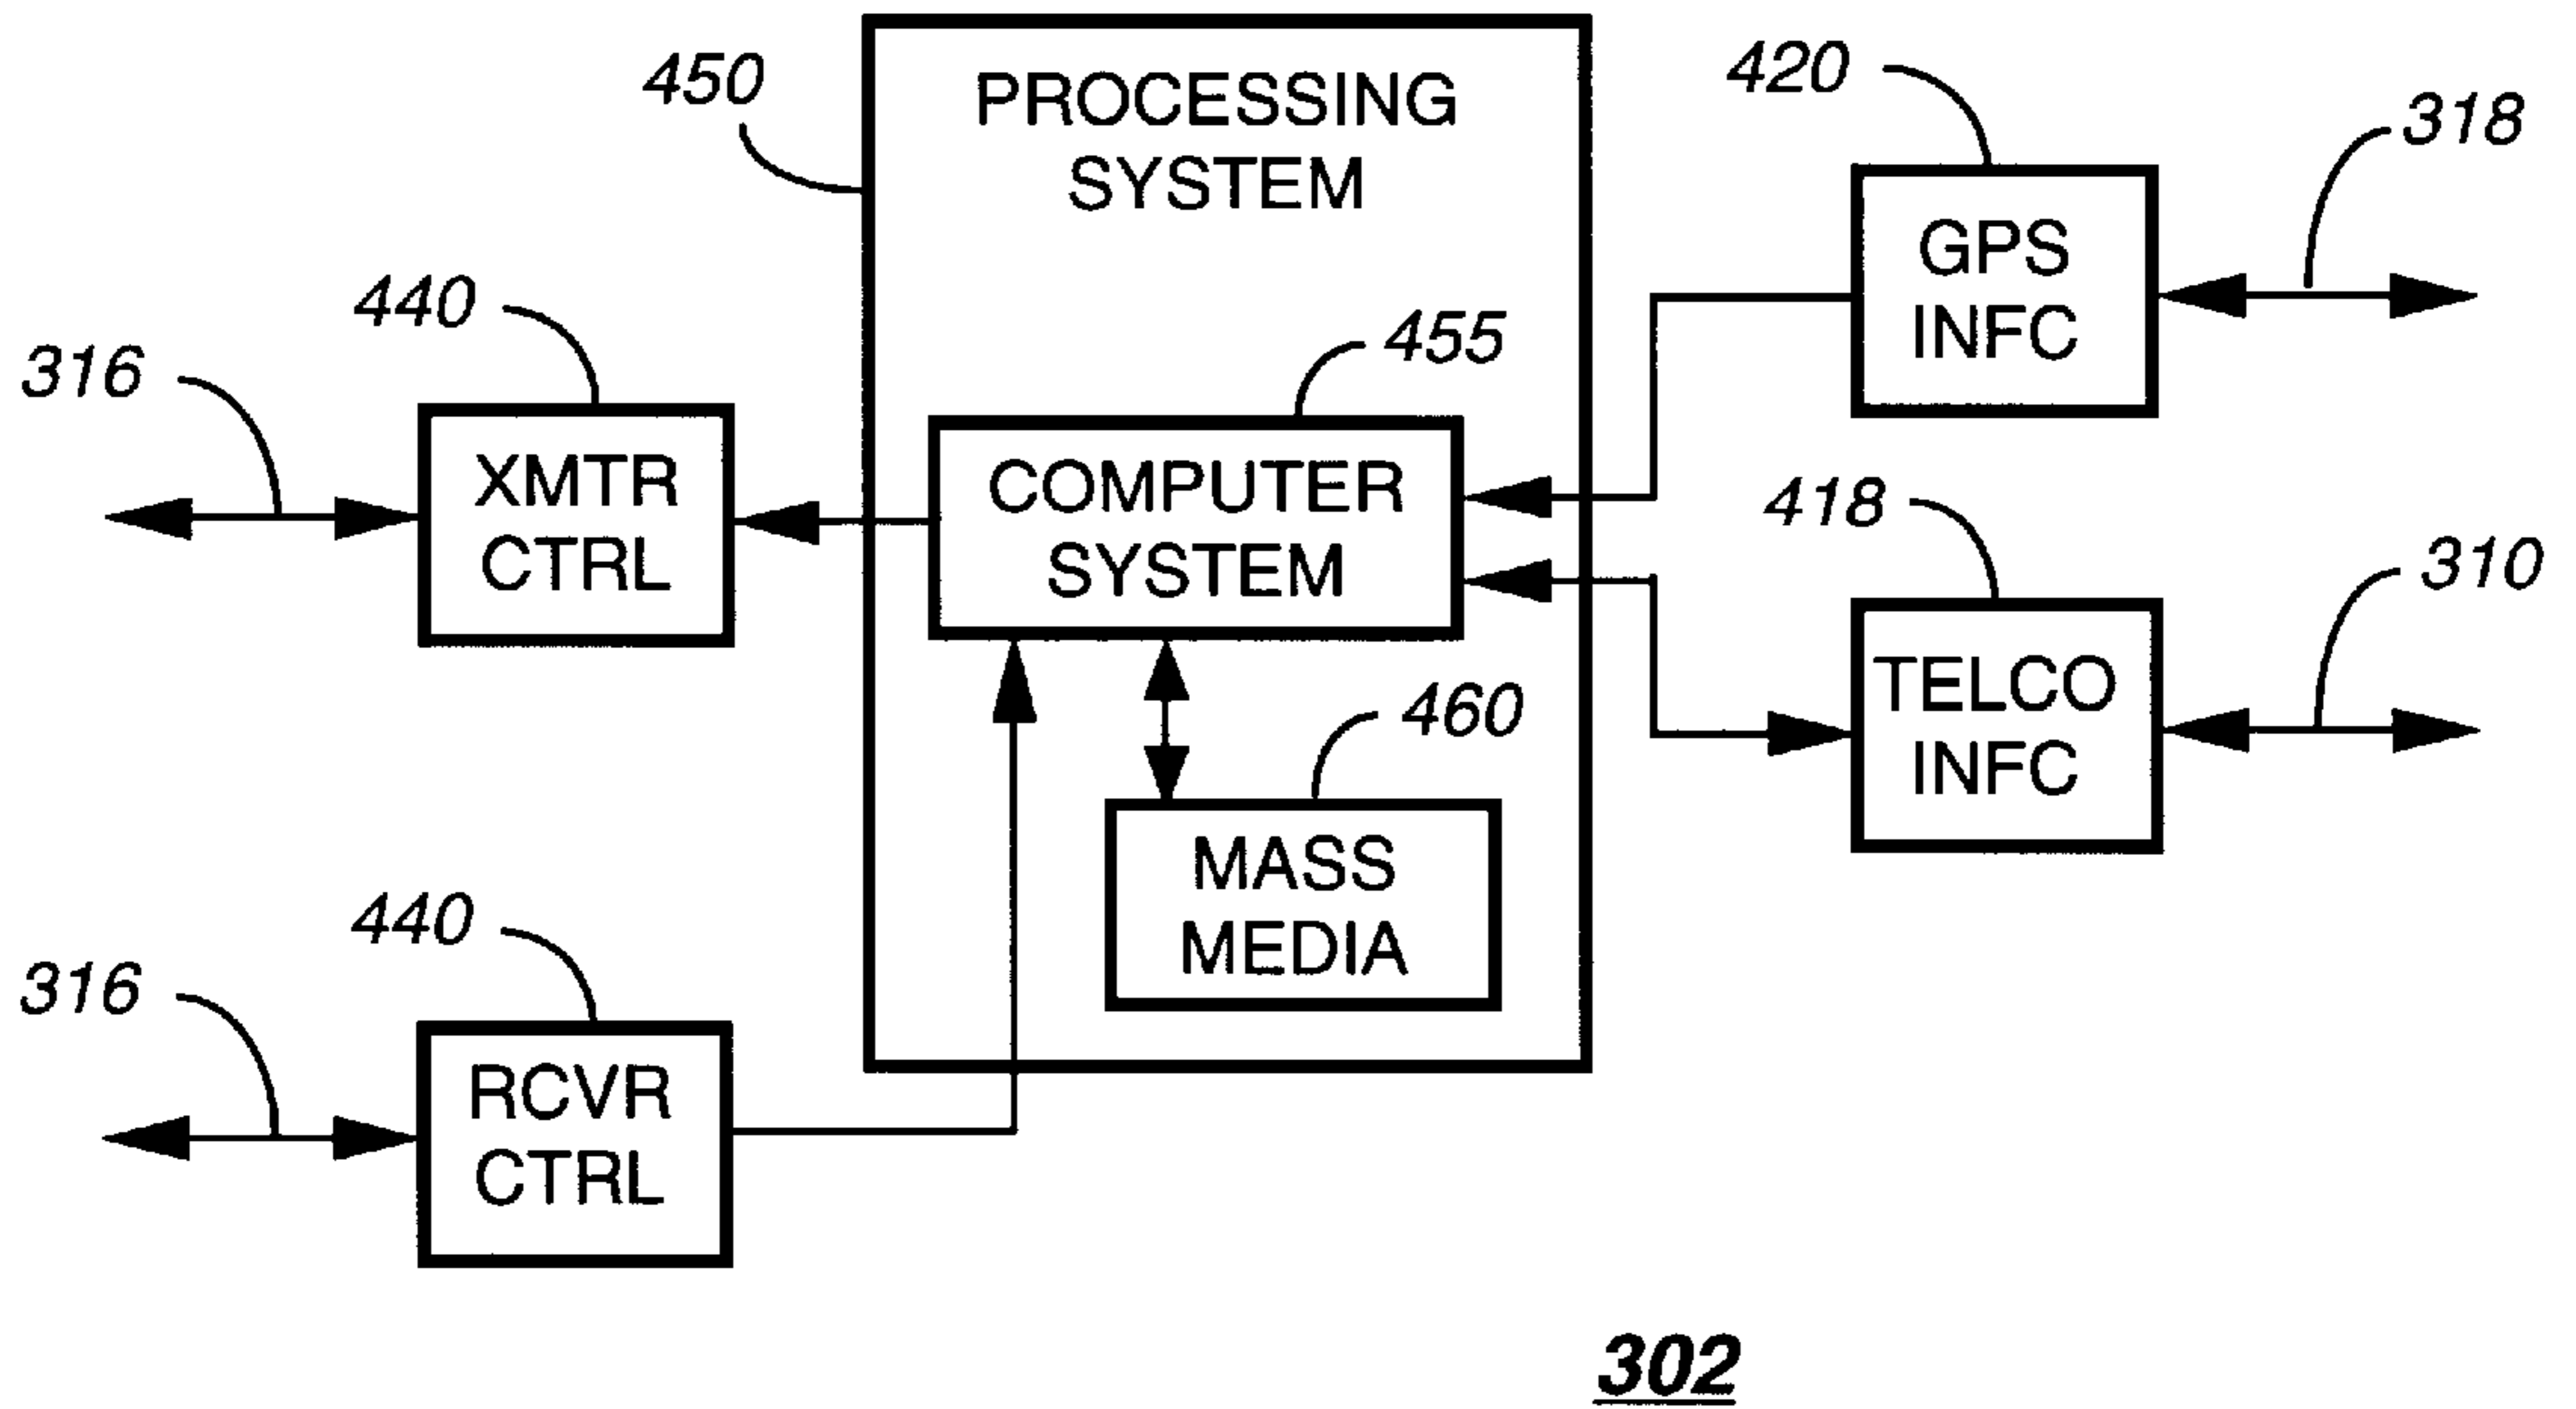 450
PROCESSING
SYSTEM
420
318
GPS
INFC
440
316
XMTR
CTRL
455
COMPUTER
SYSTEM
418
310
TELCO
INFC
460
MASS
MEDIA
440
316
RCVR
CTRL
302